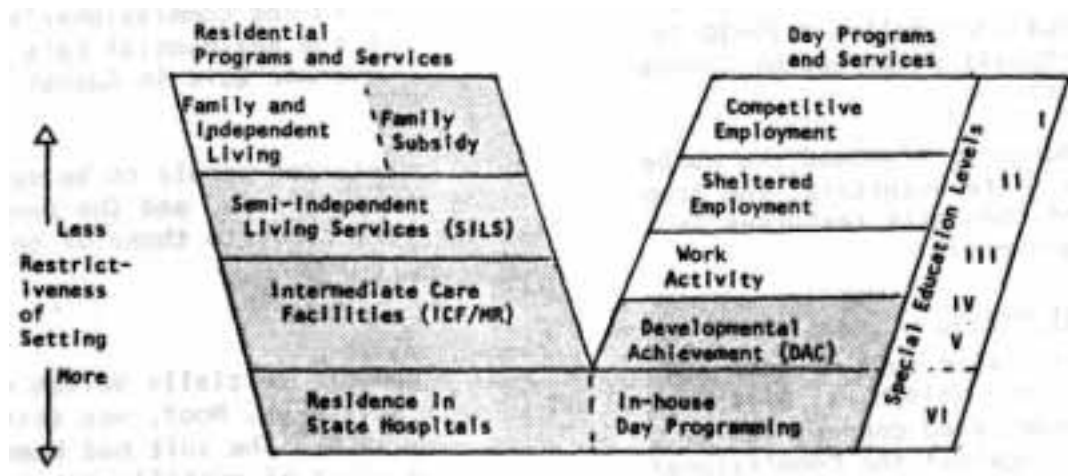 Residential
Programs and Services
Day Programs
and Services
Family and
Independent
Living
Family
Subsidy
Competitive
Employment
I
Semi-Independent
Living Services (SILS)
Sheltered
Employment
II
Less
Restrict-
iveness
of
Setting
More
Intermediate Care
Facilities (ICF/MR)
Work
Activity
III
IV
Developmental
Achievement (DAC)
V
Special Education Levels
Residence in
State Hospitals
In-house
Day Programming
VI